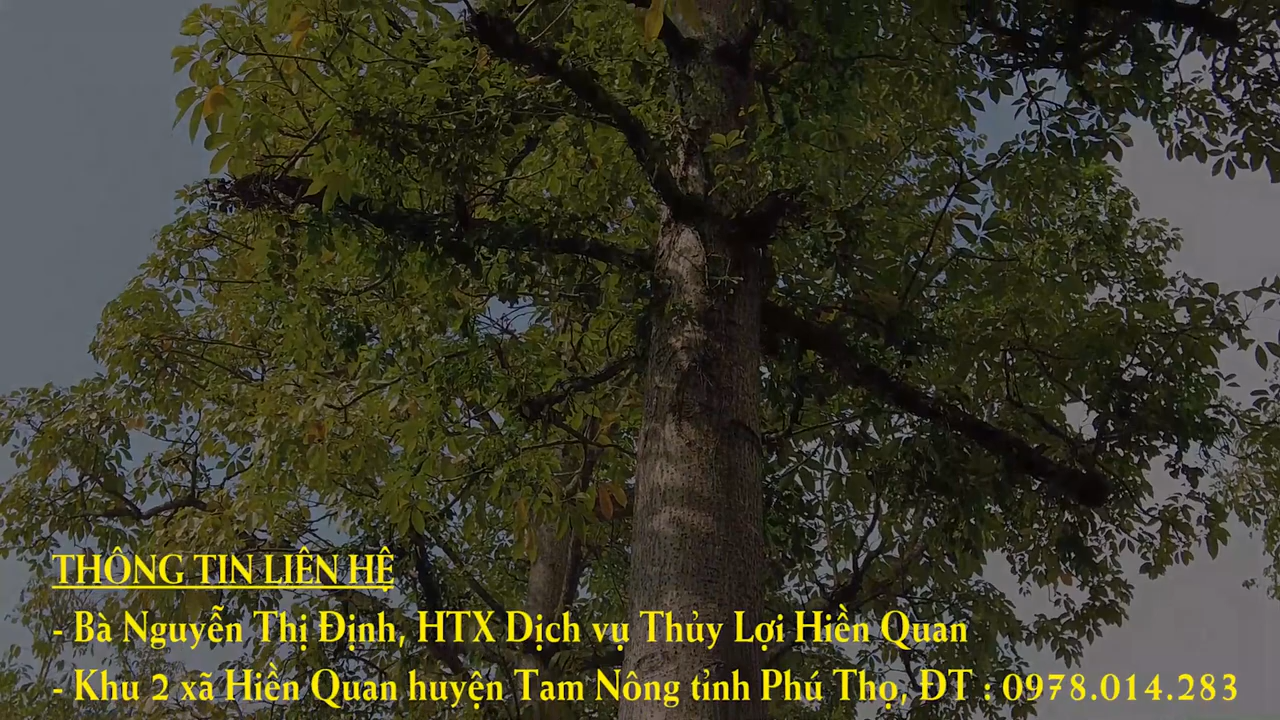 THÔNG TIN LIÊN HỆ
- Bà Nguyễn Thị Định, HTX Dịch vụ Thủy Lợi Hiền Quan
- Khu 2 xã Hiền Quan huyện Tam Nông tỉnh Phú Thọ, ĐT : 0978.014.283